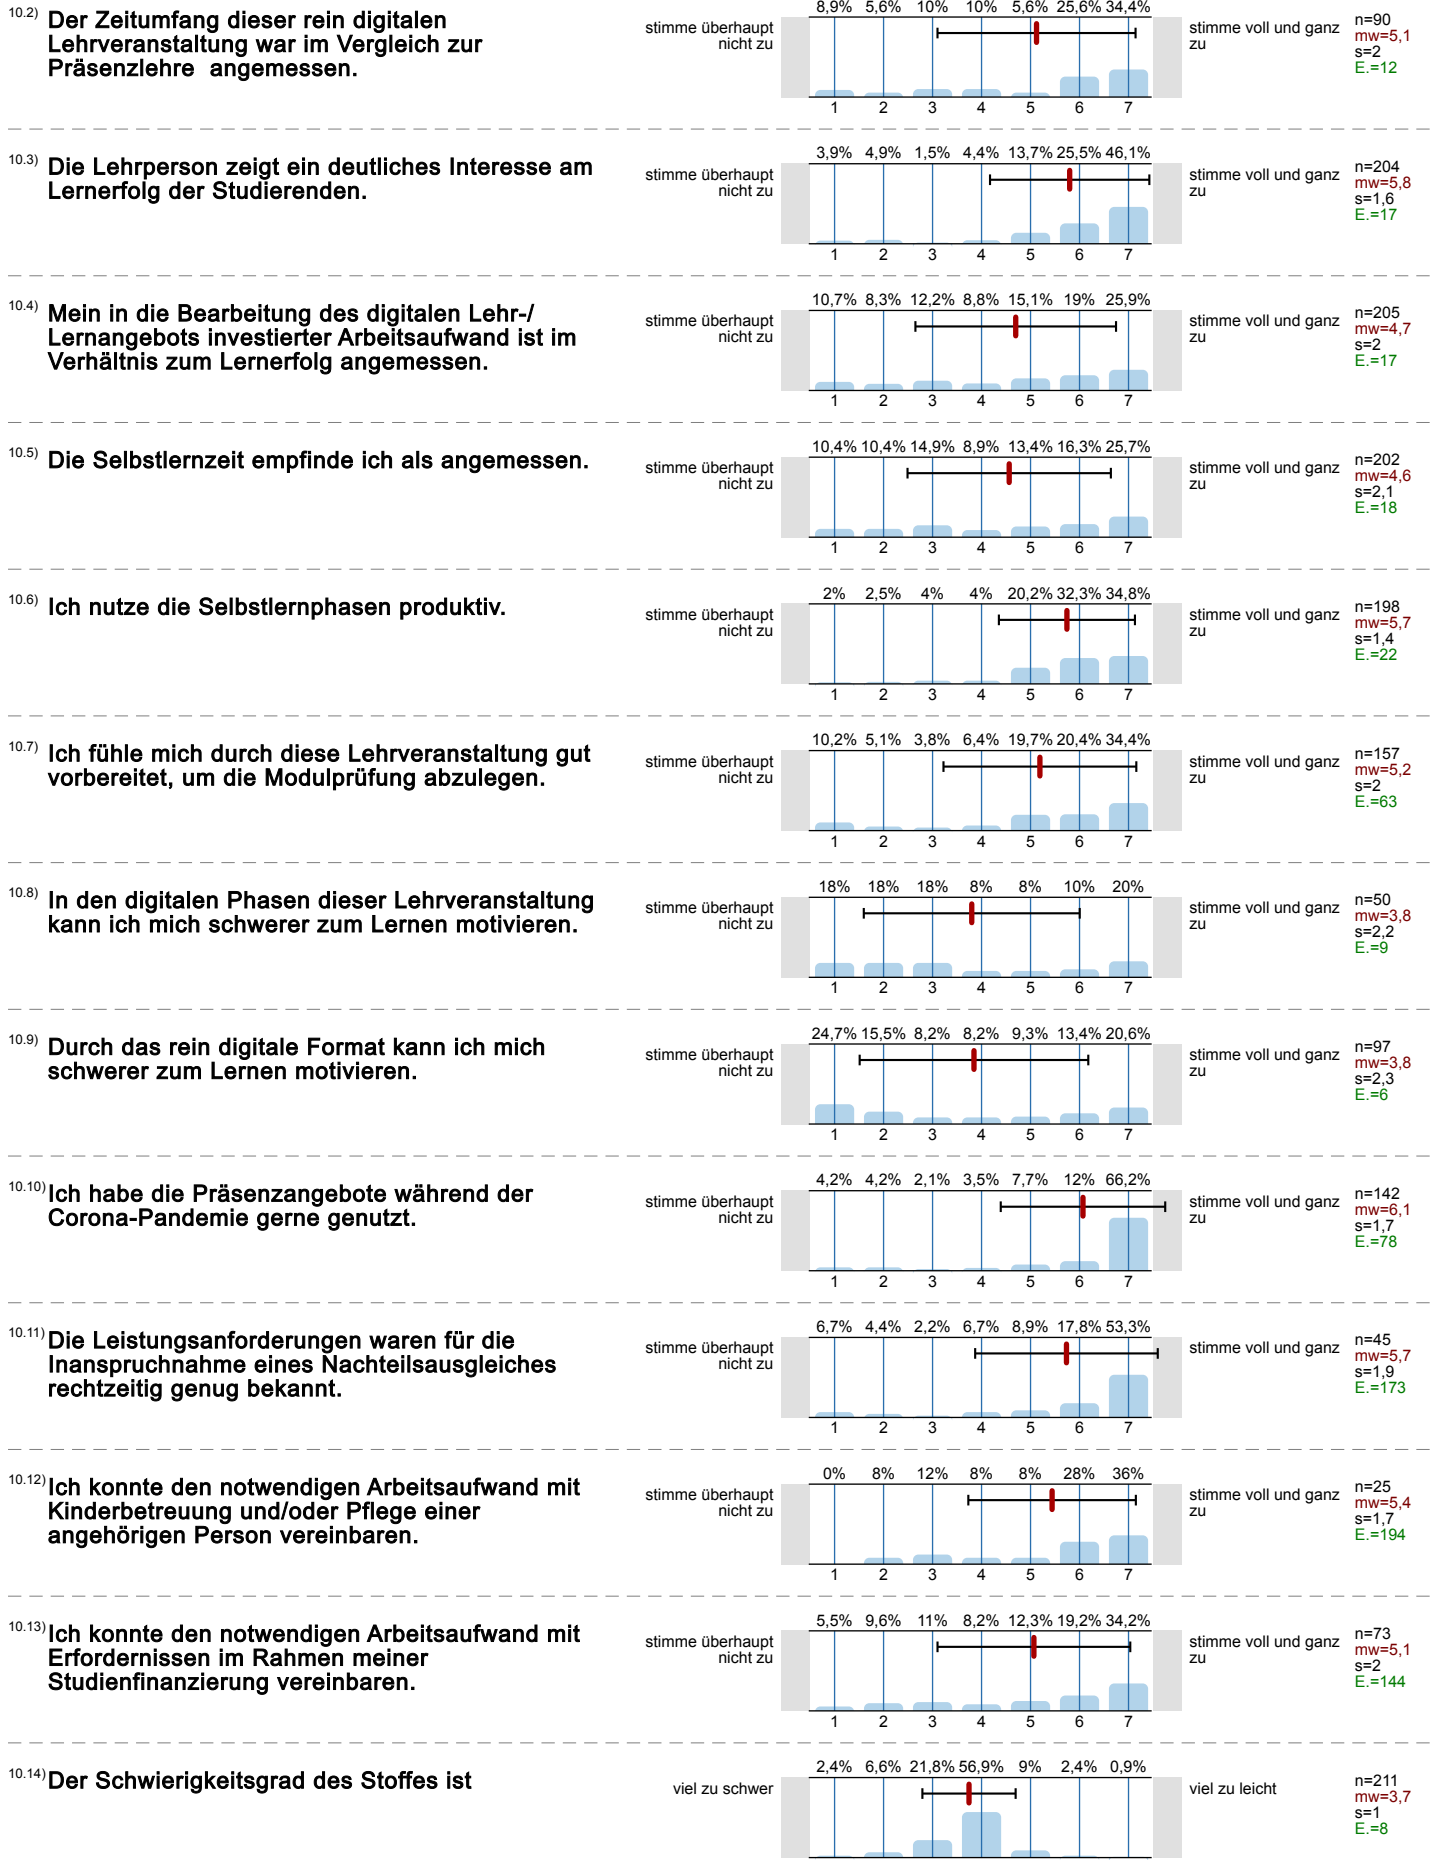 10.2) Der Zeitumfang dieser rein digitalen
Lehrveranstaltung war im Vergleich zur
Präsenzlehre  angemessen.
stimme überhaupt
nicht zu
8,9% 5,6% 10% 10% 5,6% 25,6% 34,4%
1 2 3 4 5 6 7
stimme voll und ganz
zu
n=90
mw=5,1
s=2
E.=12
10.3) Die Lehrperson zeigt ein deutliches Interesse am
Lernerfolg der Studierenden.
stimme überhaupt
nicht zu
3,9% 4,9% 1,5% 4,4% 13,7% 25,5% 46,1%
1 2 3 4 5 6 7
stimme voll und ganz
zu
n=204
mw=5,8
s=1,6
E.=17
10.4) Mein in die Bearbeitung des digitalen Lehr-/
Lernangebots investierter Arbeitsaufwand ist im
Verhältnis zum Lernerfolg angemessen.
stimme überhaupt
nicht zu
10,7% 8,3% 12,2% 8,8% 15,1% 19% 25,9%
1 2 3 4 5 6 7
stimme voll und ganz
zu
n=205
mw=4,7
s=2
E.=17
10.5) Die Selbstlernzeit empfinde ich als angemessen.
stimme überhaupt
nicht zu
10,4% 10,4% 14,9% 8,9% 13,4% 16,3% 25,7%
1 2 3 4 5 6 7
stimme voll und ganz
zu
n=202
mw=4,6
s=2,1
E.=18
10.6) Ich nutze die Selbstlernphasen produktiv.
stimme überhaupt
nicht zu
2% 2,5% 4% 4% 20,2% 32,3% 34,8%
1 2 3 4 5 6 7
stimme voll und ganz
zu
n=198
mw=5,7
s=1,4
E.=22
10.7) Ich fühle mich durch diese Lehrveranstaltung gut
vorbereitet, um die Modulprüfung abzulegen.
stimme überhaupt
nicht zu
10,2% 5,1% 3,8% 6,4% 19,7% 20,4% 34,4%
1 2 3 4 5 6 7
stimme voll und ganz
zu
n=157
mw=5,2
s=2
E.=63
10.8) In den digitalen Phasen dieser Lehrveranstaltung
kann ich mich schwerer zum Lernen motivieren.
stimme überhaupt
nicht zu
18% 18% 18% 8% 8% 10% 20%
1 2 3 4 5 6 7
stimme voll und ganz
zu
n=50
mw=3,8
s=2,2
E.=9
10.9) Durch das rein digitale Format kann ich mich
schwerer zum Lernen motivieren.
stimme überhaupt
nicht zu
24,7% 15,5% 8,2% 8,2% 9,3% 13,4% 20,6%
1 2 3 4 5 6 7
stimme voll und ganz
zu
n=97
mw=3,8
s=2,3
E.=6
10.10) Ich habe die Präsenzangebote während der
Corona-Pandemie gerne genutzt.
stimme überhaupt
nicht zu
4,2% 4,2% 2,1% 3,5% 7,7% 12% 66,2%
1 2 3 4 5 6 7
stimme voll und ganz
zu
n=142
mw=6,1
s=1,7
E.=78
10.11) Die Leistungsanforderungen waren für die
Inanspruchnahme eines Nachteilsausgleiches
rechtzeitig genug bekannt.
stimme überhaupt
nicht zu
6,7% 4,4% 2,2% 6,7% 8,9% 17,8% 53,3%
1 2 3 4 5 6 7
stimme voll und ganz
zu
n=45
mw=5,7
s=1,9
E.=173
10.12) Ich konnte den notwendigen Arbeitsaufwand mit
Kinderbetreuung und/oder Pflege einer
angehörigen Person vereinbaren.
stimme überhaupt
nicht zu
0% 8% 12% 8% 8% 28% 36%
1 2 3 4 5 6 7
stimme voll und ganz
zu
n=25
mw=5,4
s=1,7
E.=194
10.13) Ich konnte den notwendigen Arbeitsaufwand mit
Erfordernissen im Rahmen meiner
Studienfinanzierung vereinbaren.
stimme überhaupt
nicht zu
5,5% 9,6% 11% 8,2% 12,3% 19,2% 34,2%
1 2 3 4 5 6 7
stimme voll und ganz
zu
n=73
mw=5,1
s=2
E.=144
10.14) Der Schwierigkeitsgrad des Stoffes ist
viel zu schwer
2,4% 6,6% 21,8% 56,9% 9% 2,4% 0,9%
viel zu leicht
n=211
mw=3,7
s=1
E.=8